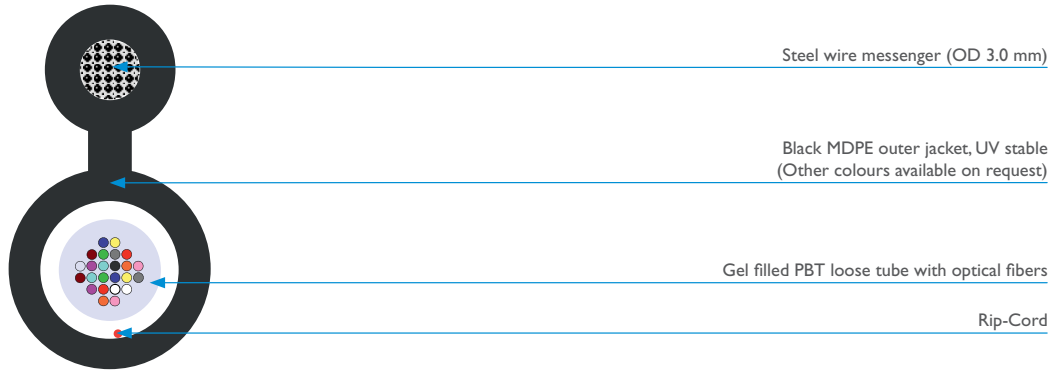 Steel wire messenger (OD 3.0 mm)
Black MDPE outer jacket, UV stable
(Other colours available on request)
Gel filled PBT loose tube with optical fibers
Rip-Cord